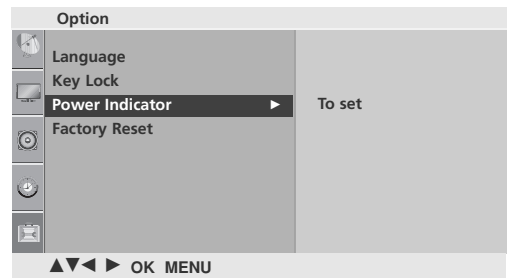 Option
Language
Key Lock
Power Indicator ► To set
Factory Reset
▲▼◄ ► OK MENU